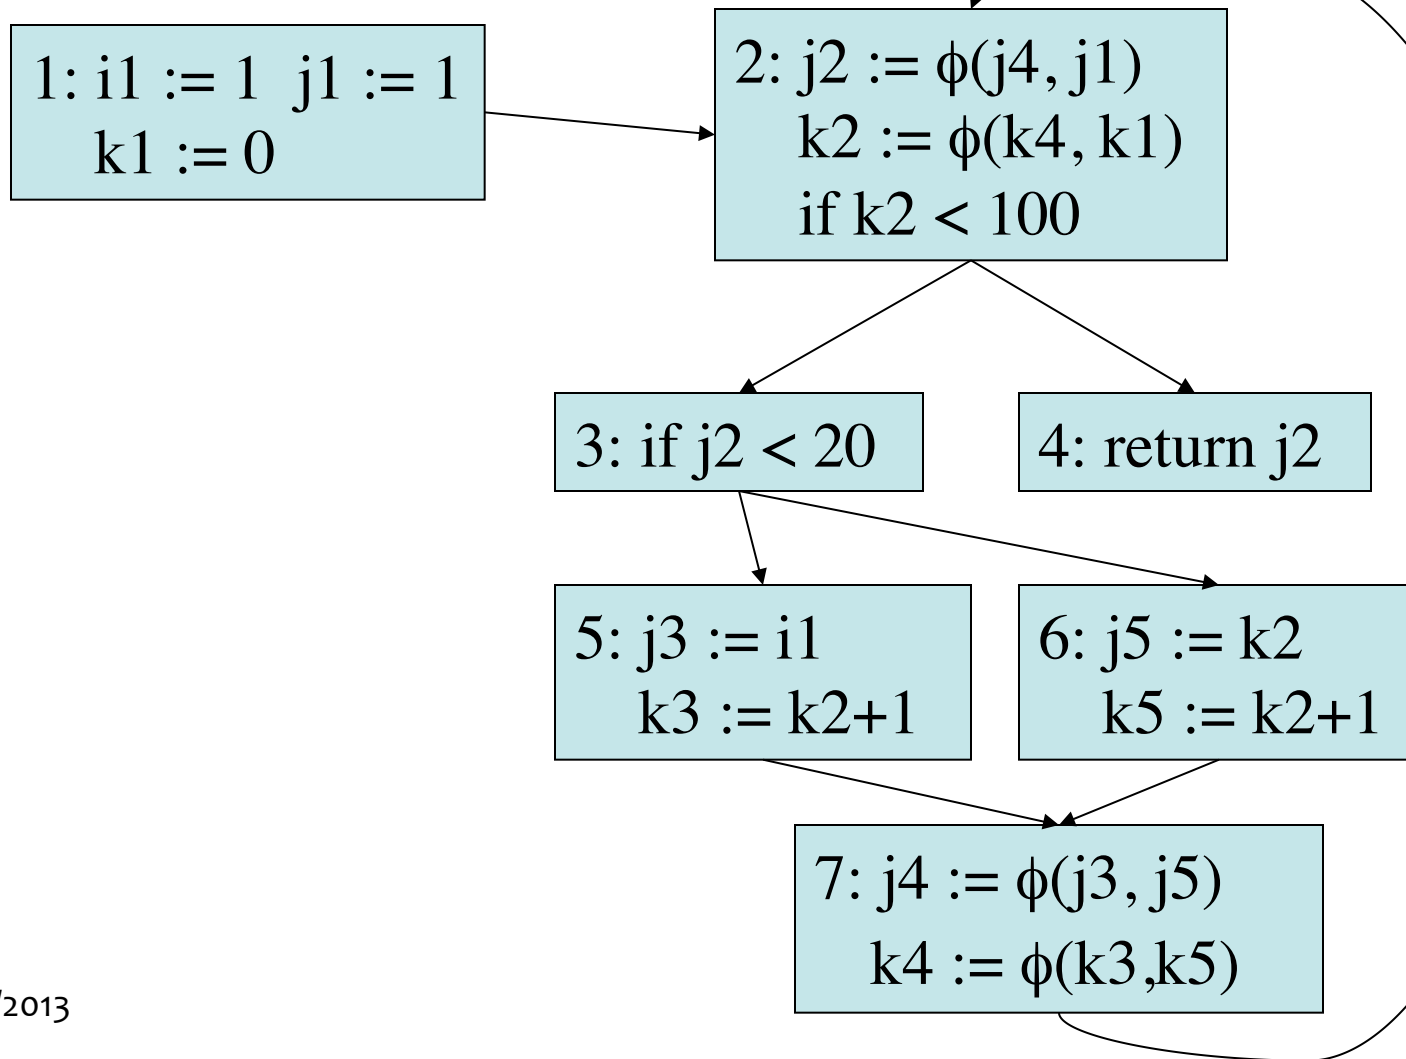 1: i1 := 1 j1 := 1
k1 := 0
2: j2 := ϕ(j4, j1)
k2 := ϕ(k4, k1)
if k2 < 100
3: if j2 < 20
4: return j2
5: j3 := i1
k3 := k2+1
6: j5 := k2
k5 := k2+1
7: j4 := ϕ(j3, j5)
k4 := ϕ(k3,k5)
/2013